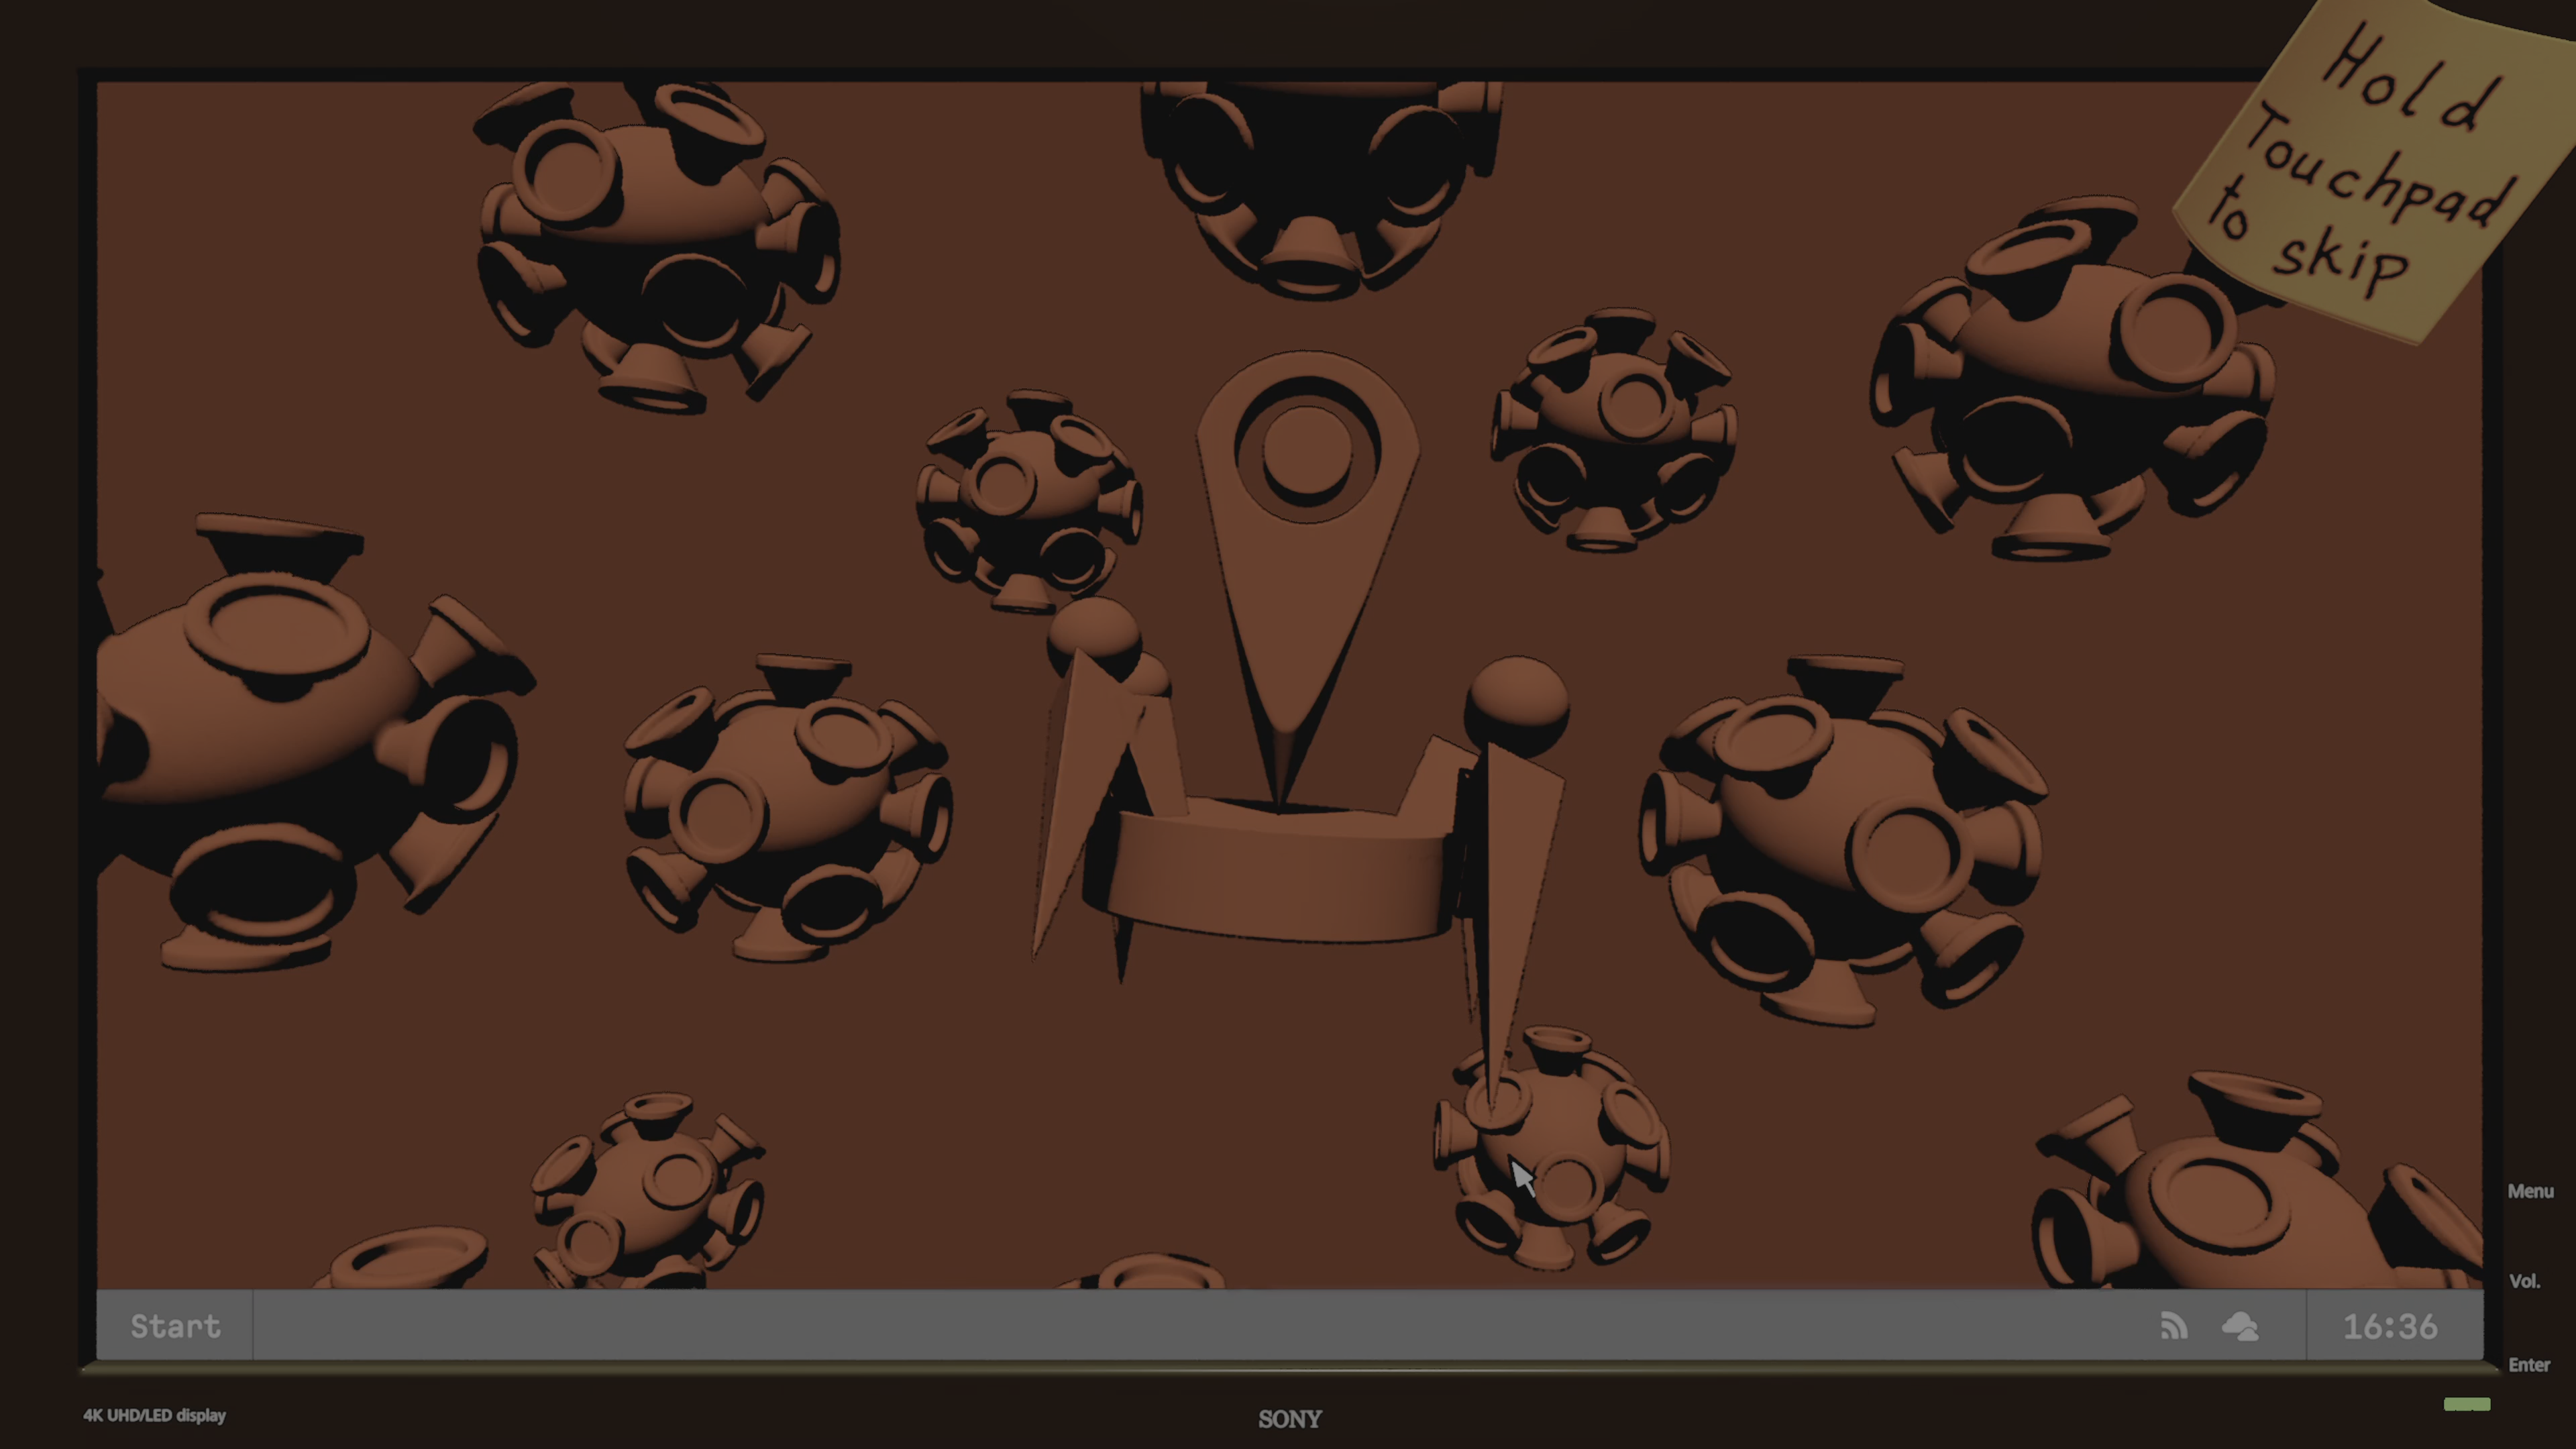 Hold
Touchpad
to skip
Menu
Vol.
Start
16:36
Enter
4K UHD/LED display
SONY